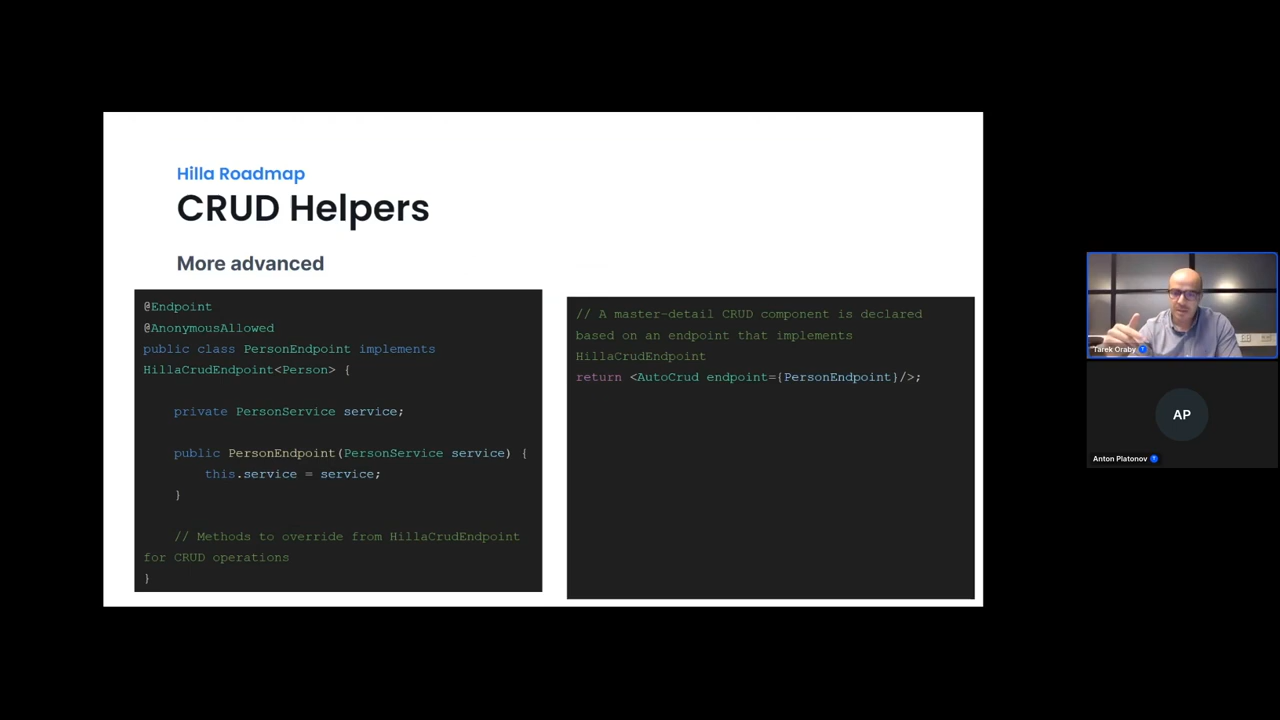 Hilla Roadmap
CRUD Helpers
More advanced
@Endpoint
@AnonymousAllowed
public class PersonEndpoint implements
HillaCrudEndpoint<Person> {
private PersonService service;
public PersonEndpoint(PersonService service) {
this.service = service;
}
// Methods to override from HillaCrudEndpoint
for CRUD operations
}
// A master-detail CRUD component is declared
based on an endpoint that implements
HillaCrudEndpoint
return <AutoCrud endpoint={PersonEndpoint}/>;
Tarek Oraby
AP
Anton Platonov